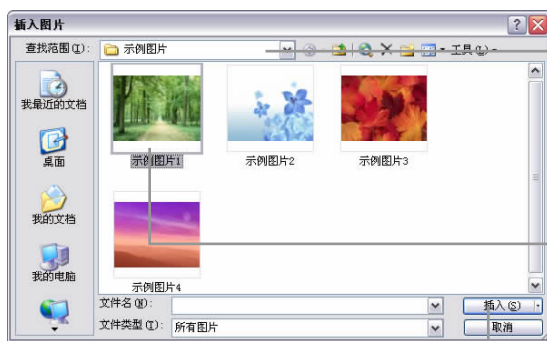 插入图片
查找范围(I): 示例图片 工具(L)
我最近的文档
桌面
我的文档
我的电脑
示例图片1 示例图片2 示例图片3
示例图片4
文件名(N): 插入(S)
文件类型(T): 所有图片 取消